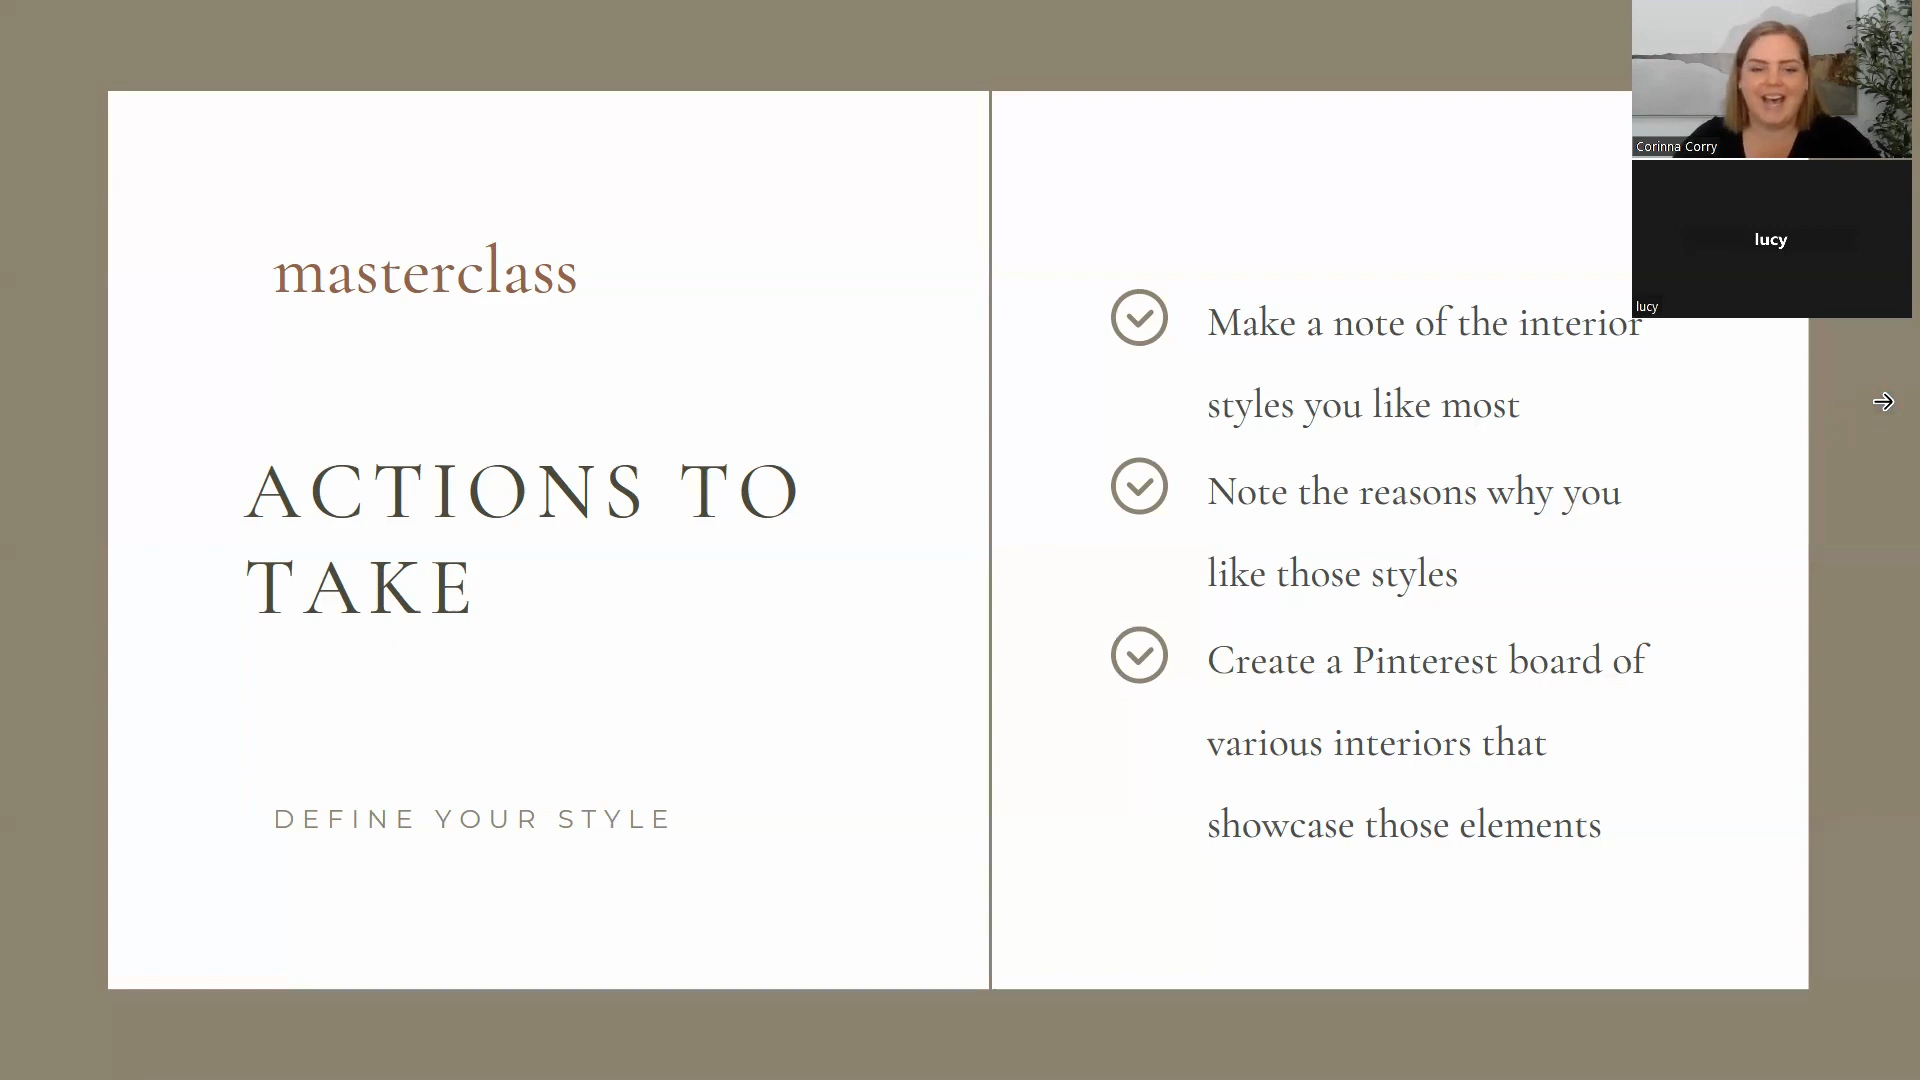 masterclass
ACTIONS TO
TAKE
DEFINE YOUR STYLE
Make a note of the interior
styles you like most
Note the reasons why you
like those styles
Create a Pinterest board of
various interiors that
showcase those elements
Corinna Corry
lucy
lucy